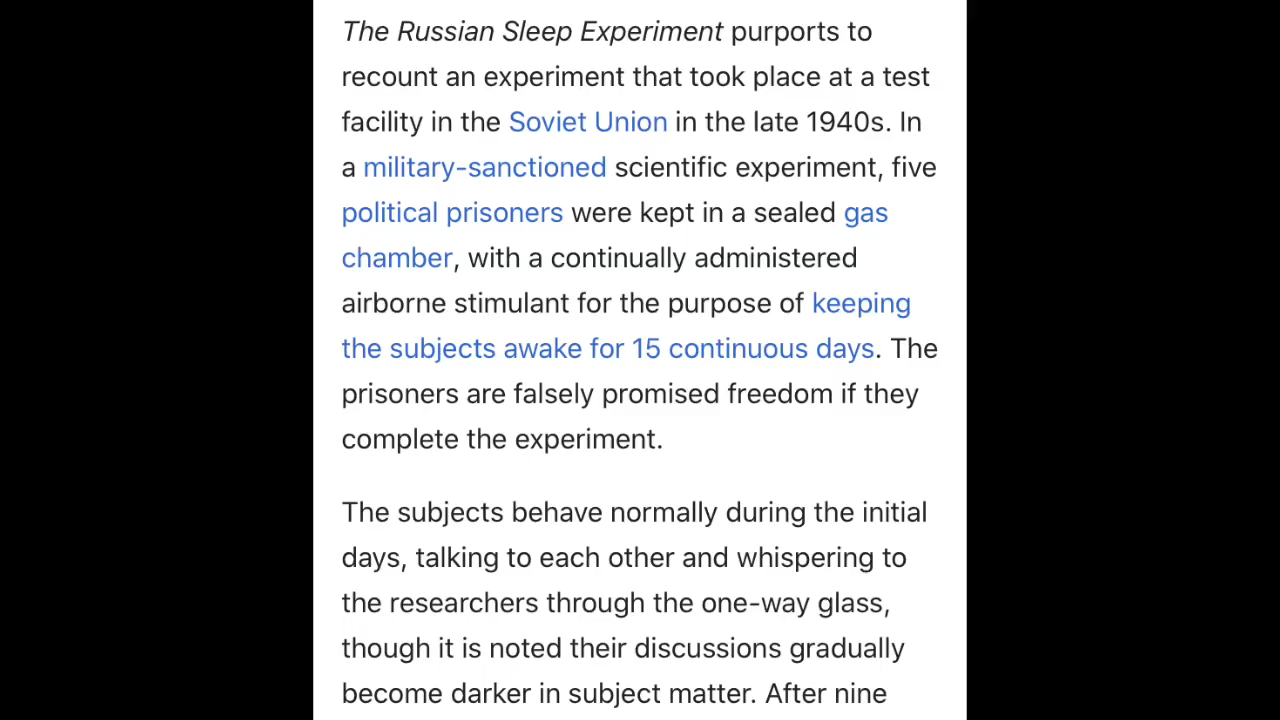 The Russian Sleep Experiment purports to
recount an experiment that took place at a test
facility in the Soviet Union in the late 1940s. In
a military-sanctioned scientific experiment, five
political prisoners were kept in a sealed gas
chamber, with a continually administered
airborne stimulant for the purpose of keeping
the subjects awake for 15 continuous days. The
prisoners are falsely promised freedom if they
complete the experiment.
The subjects behave normally during the initial
days, talking to each other and whispering to
the researchers through the one-way glass,
though it is noted their discussions gradually
become darker in subject matter. After nine